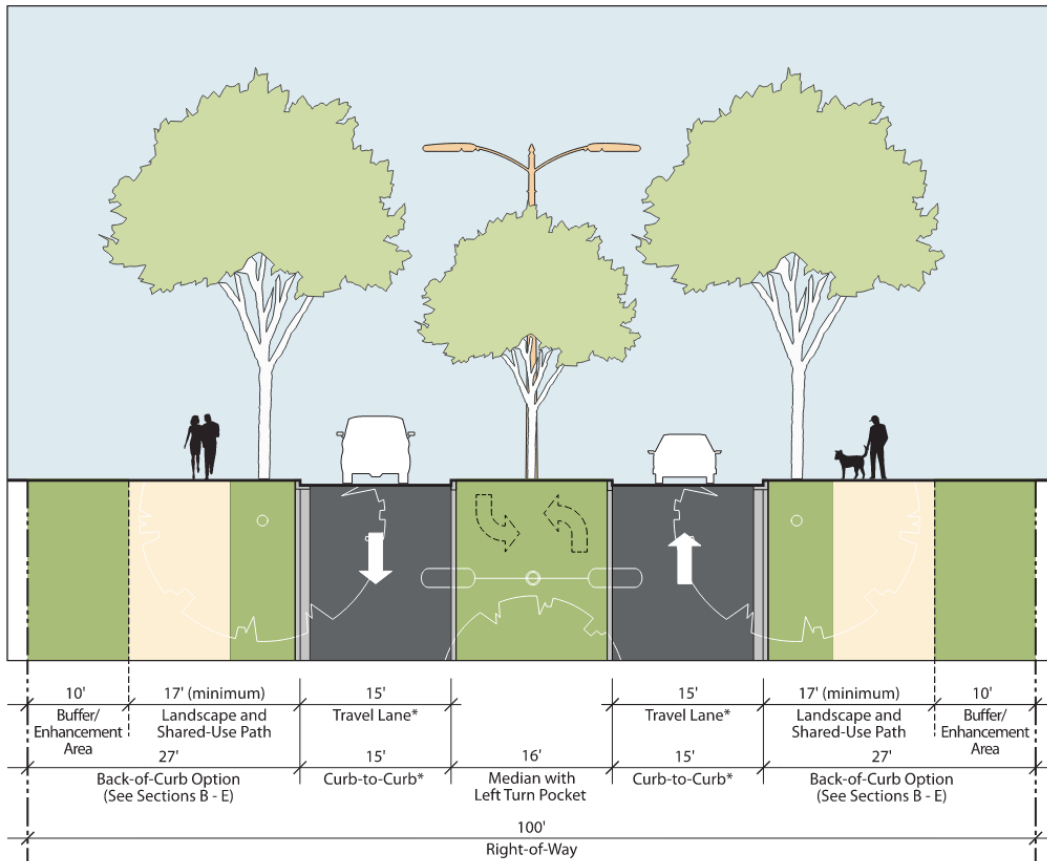 10'
17' (minimum)
15'
15'
17' (minimum)
10'
Buffer/
Enhancement
Area
Landscape and
Shared-Use Path
Travel Lane*
Travel Lane*
Landscape and
Shared-Use Path
Buffer/
Enhancement
Area
27'
15'
16'
15'
27'
Back-of-Curb Option
(See Sections B - E)
Curb-to-Curb*
Median with
Left Turn Pocket
Curb-to-Curb*
Back-of-Curb Option
(See Sections B - E)
100'
Right-of-Way